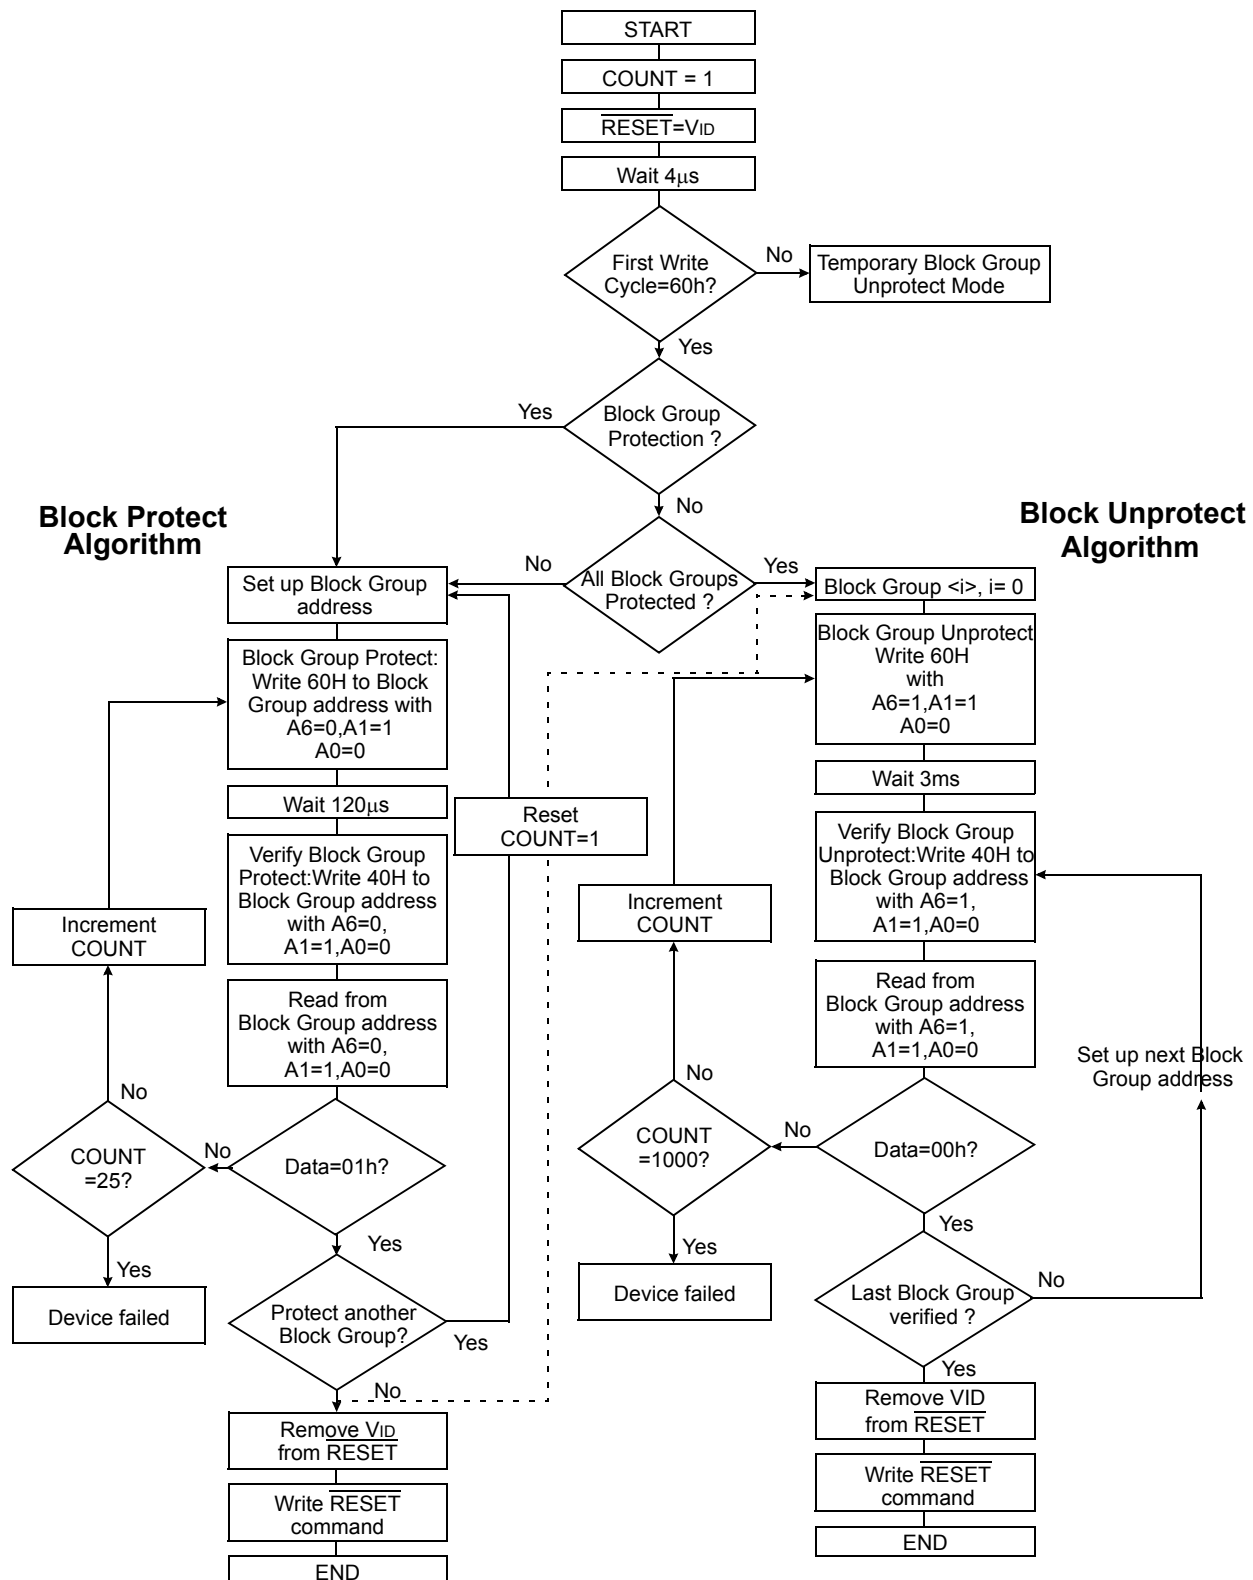 START
COUNT = 1
RESET=VID
Wait 4μs
First Write
Cycle=60h?
No
Temporary Block Group
Unprotect Mode
Yes
Block Group
Protection ?
Yes
No
Block Protect
Algorithm
Block Unprotect
Algorithm
All Block Groups
Protected ?
No
Yes
Set up Block Group
address
Block Group Protect:
Write 60H to Block
Group address with
A6=0,A1=1
A0=0
Wait 120μs
Verify Block Group
Protect:Write 40H to
Block Group address
with A6=0,
A1=1,A0=0
Read from
Block Group address
with A6=0,
A1=1,A0=0
Data=01h?
No
COUNT
=25?
No
Increment
COUNT
Yes
Device failed
Yes
Protect another
Block Group?
Yes
Reset
COUNT=1
No
Remove VID
from RESET
Write RESET
command
END
Block Group <i>, i= 0
Block Group Unprotect
Write 60H
with
A6=1,A1=1
A0=0
Wait 3ms
Verify Block Group
Unprotect:Write 40H to
Block Group address
with A6=1,
A1=1,A0=0
Read from
Block Group address
with A6=1,
A1=1,A0=0
Data=00h?
No
COUNT
=1000?
No
Increment
COUNT
Yes
Device failed
Yes
Last Block Group
verified ?
No
Set up next Block
Group address
Yes
Remove VID
from RESET
Write RESET
command
END